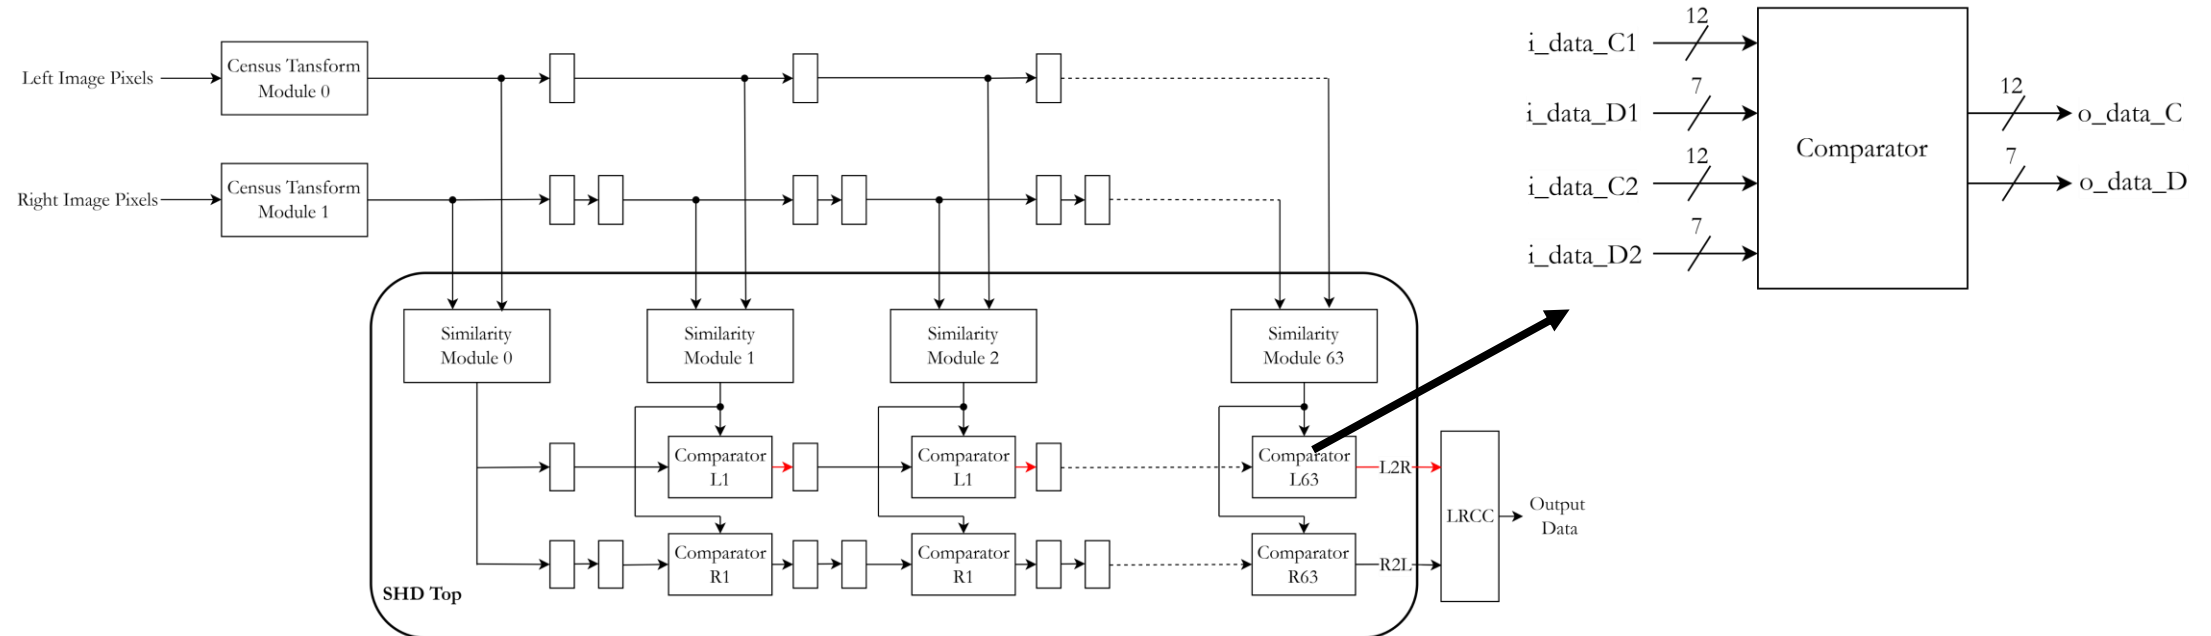 Left Image Pixels
Census Tansform
Module 0
Right Image Pixels
Census Tansform
Module 1
Similarity
Module 0
Similarity
Module 1
Similarity
Module 2
Similarity
Module 63
Comparator
L1
Comparator
L1
Comparator
L63
L2R
Comparator
R1
Comparator
R1
Comparator
R63
R2L
SHD Top
LRCC
Output
Data
i_data_C1
12
i_data_D1
7
i_data_C2
12
i_data_D2
7
Comparator
12
o_data_C
7
o_data_D